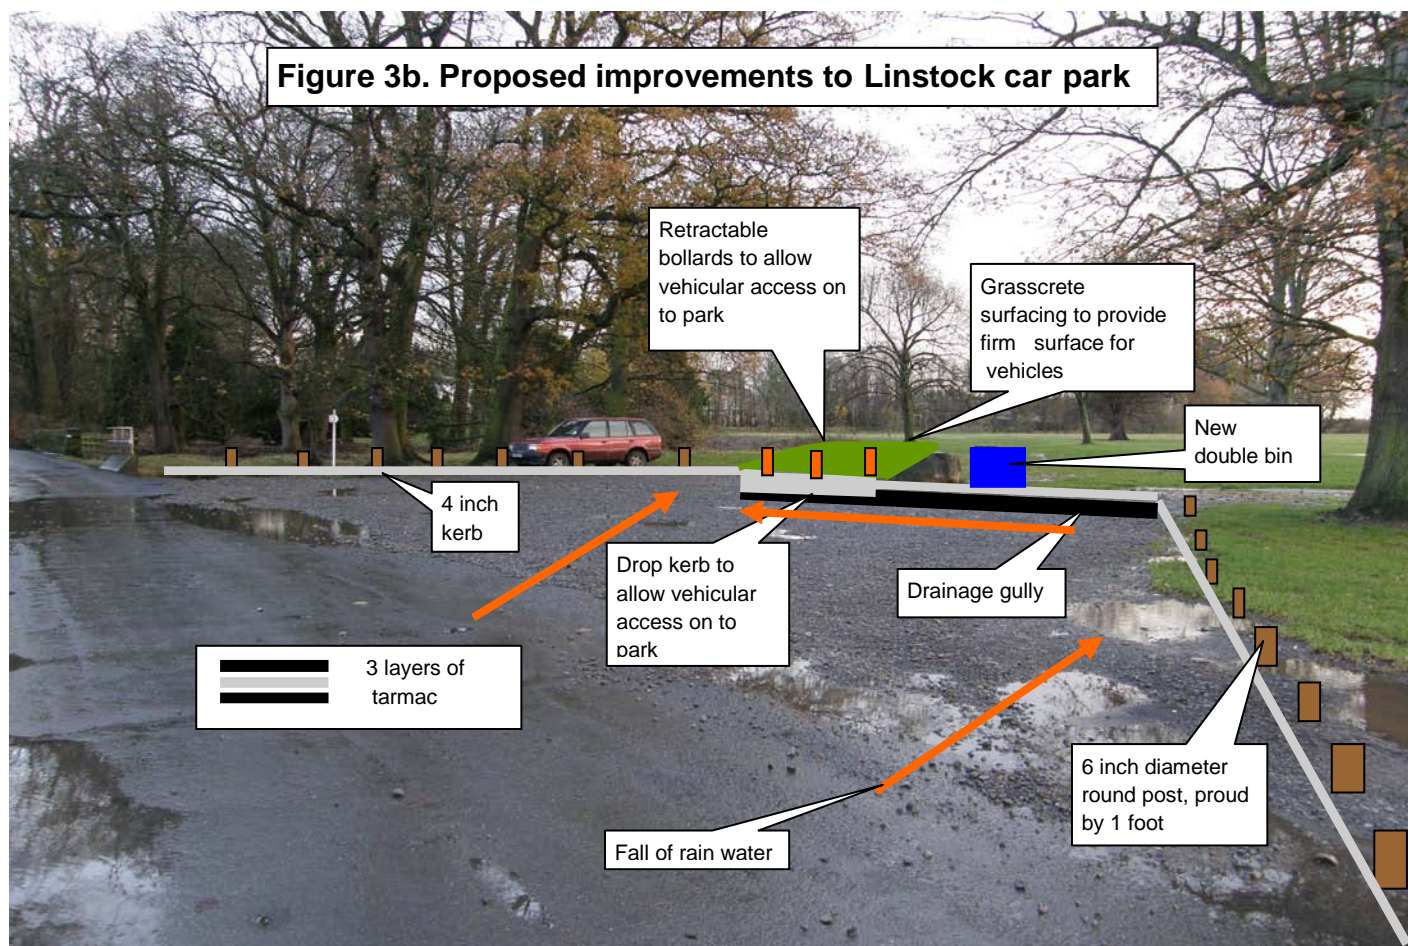 Figure 3b. Proposed improvements to Linstock car park
Retractable
bollards to allow
vehicular access on
to park
Grasscrete
surfacing to provide
firm surface for
vehicles
New
double bin
4 inch
kerb
Drop kerb to
allow vehicular
access on to
park
Drainage gully
3 layers of
tarmac
6 inch diameter
round post, proud
by 1 foot
Fall of rain water